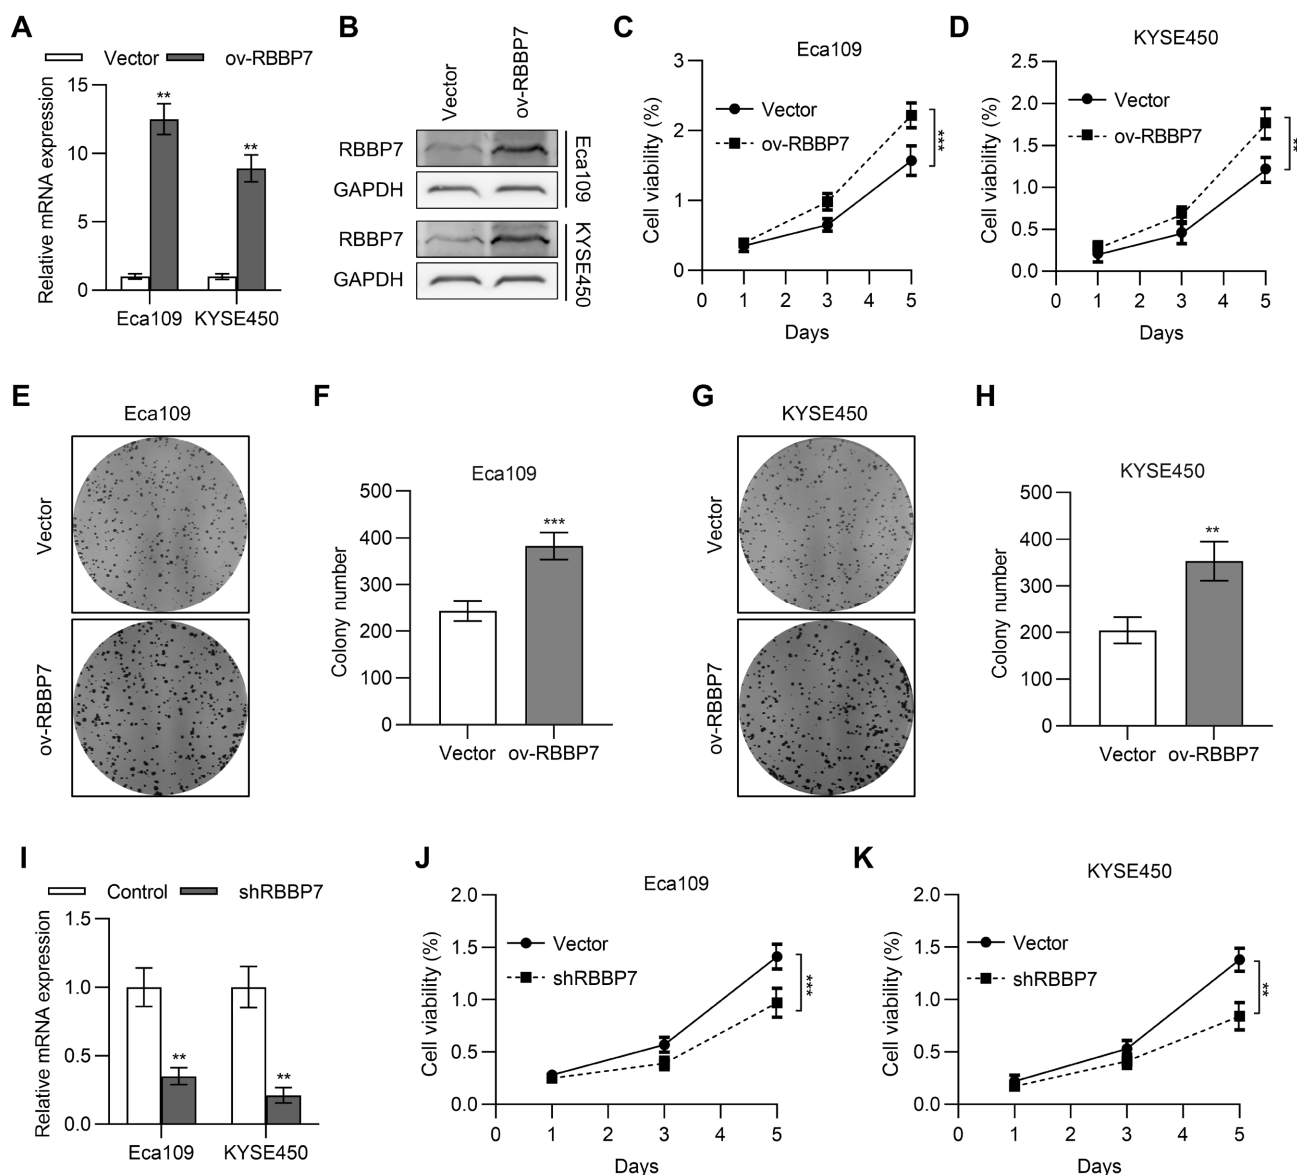 A
Vector ov-RBBP7
Relative mRNA expression
15
10
5
0
** **
Eca109 KYSE450
B
Vector ov-RBBP7
RBBP7
GAPDH
Eca109
RBBP7
GAPDH
KYSE450
C
Eca109
Cell viability (%)
3
2
1
0
Vector
ov-RBBP7
***
0 1 2 3 4 5
Days
D
KYSE450
Cell viability (%)
2.5
2.0
1.5
1.0
0.5
0.0
Vector
ov-RBBP7
**
0 1 2 3 4 5
Days
E
Eca109
Vector
ov-RBBP7
F
Eca109
Colony number
500
400
300
200
100
0
***
Vector ov-RBBP7
G
KYSE450
Vector
ov-RBBP7
H
KYSE450
Colony number
500
400
300
200
100
0
**
Vector ov-RBBP7
I
Control shRBBP7
Relative mRNA expression
1.5
1.0
0.5
0.0
** **
Eca109 KYSE450
J
Eca109
Cell viability (%)
2.0
1.5
1.0
0.5
0.0
Vector
shRBBP7
***
0 1 2 3 4 5
Days
K
KYSE450
Cell viability (%)
2.0
1.5
1.0
0.5
0.0
Vector
shRBBP7
**
0 1 2 3 4 5
Days